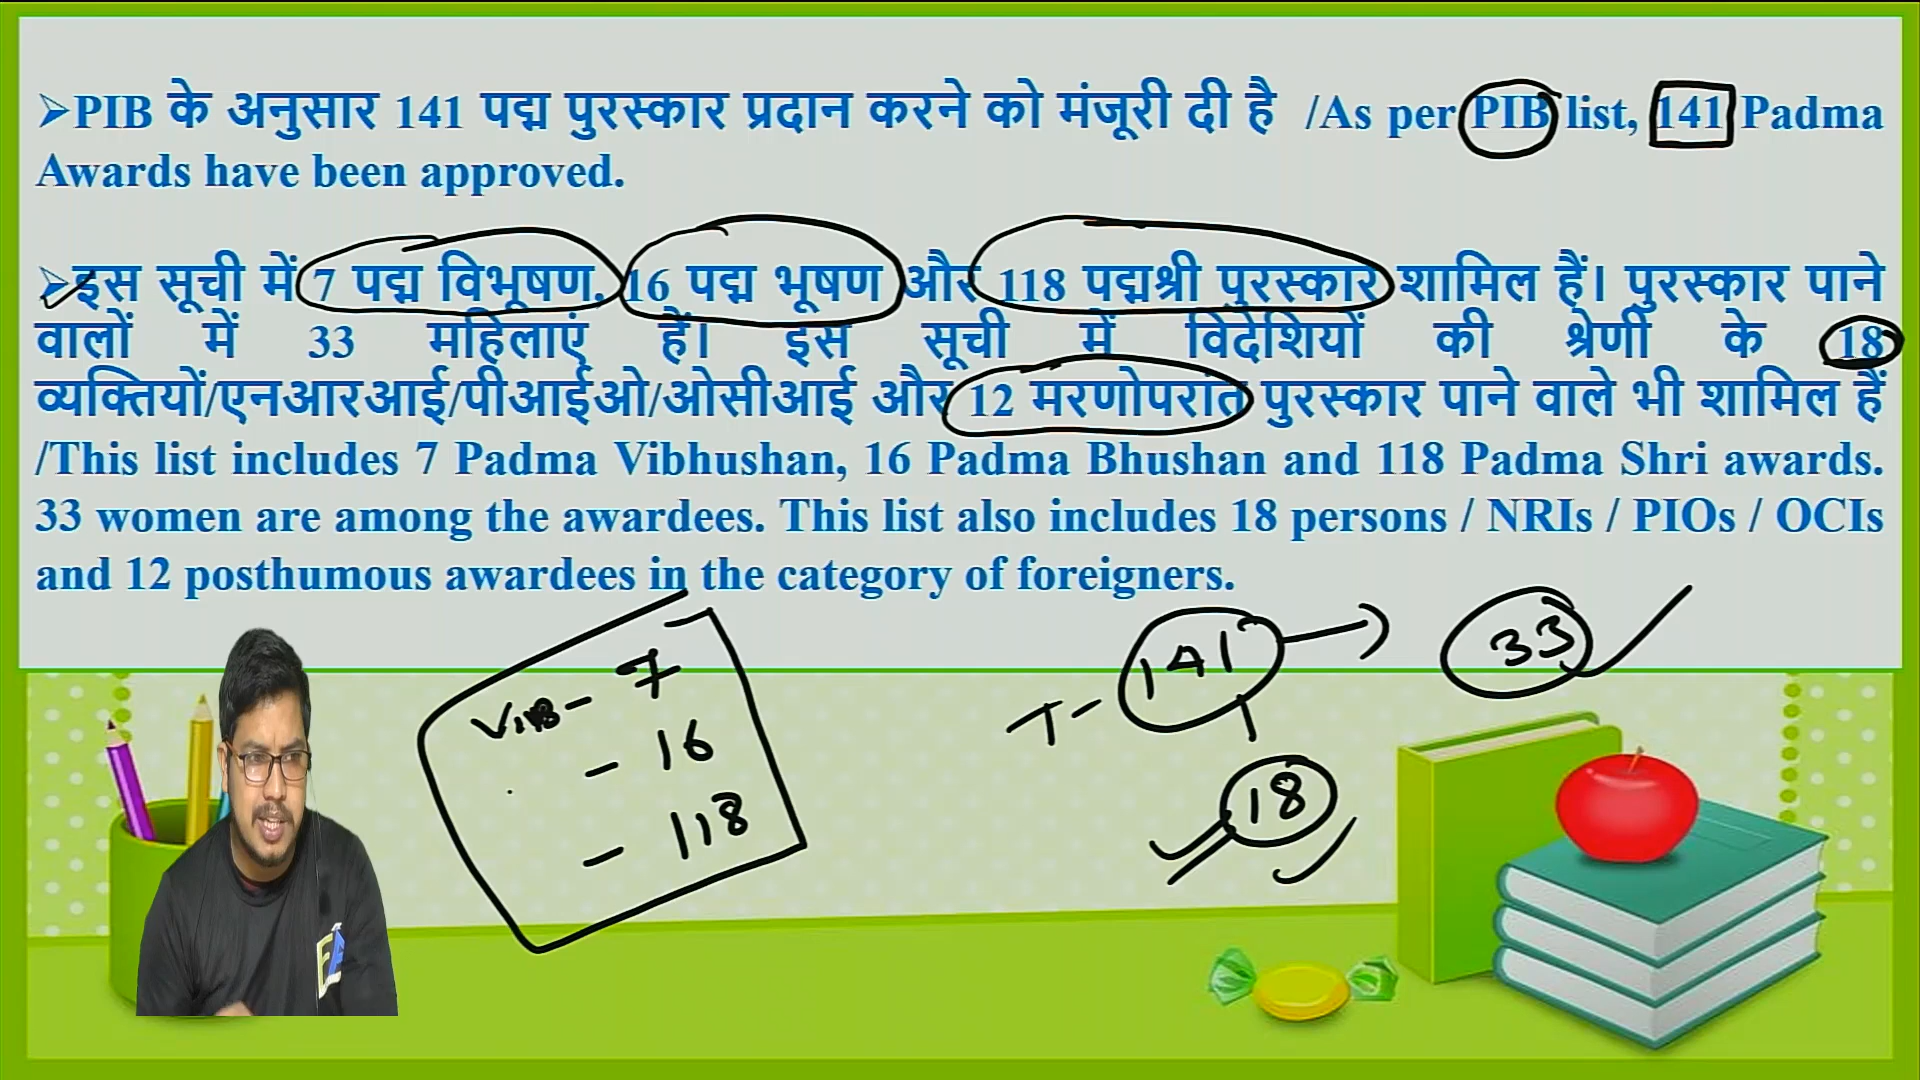 ➢PIB के अनुसार 141 पद्म पुरस्कार प्रदान करने को मंजूरी दी है /As per PIB list, 141 Padma
Awards have been approved.
➢इस सूची में 7 पद्म विभूषण, 16 पद्म भूषण और 118 पद्मश्री पुरस्कार शामिल हैं। पुरस्कार पाने
वालों में 33 महिलाएं हैं। इस सूची में विदेशियों की श्रेणी के 18
व्यक्तियों/एनआरआई/पीआईओ/ओसीआई और 12 मरणोपरांत पुरस्कार पाने वाले भी शामिल हैं
/This list includes 7 Padma Vibhushan, 16 Padma Bhushan and 118 Padma Shri awards.
33 women are among the awardees. This list also includes 18 persons / NRIs / PIOs / OCIs
and 12 posthumous awardees in the category of foreigners.
- 7
- 16
- 118
T - 141
33
18